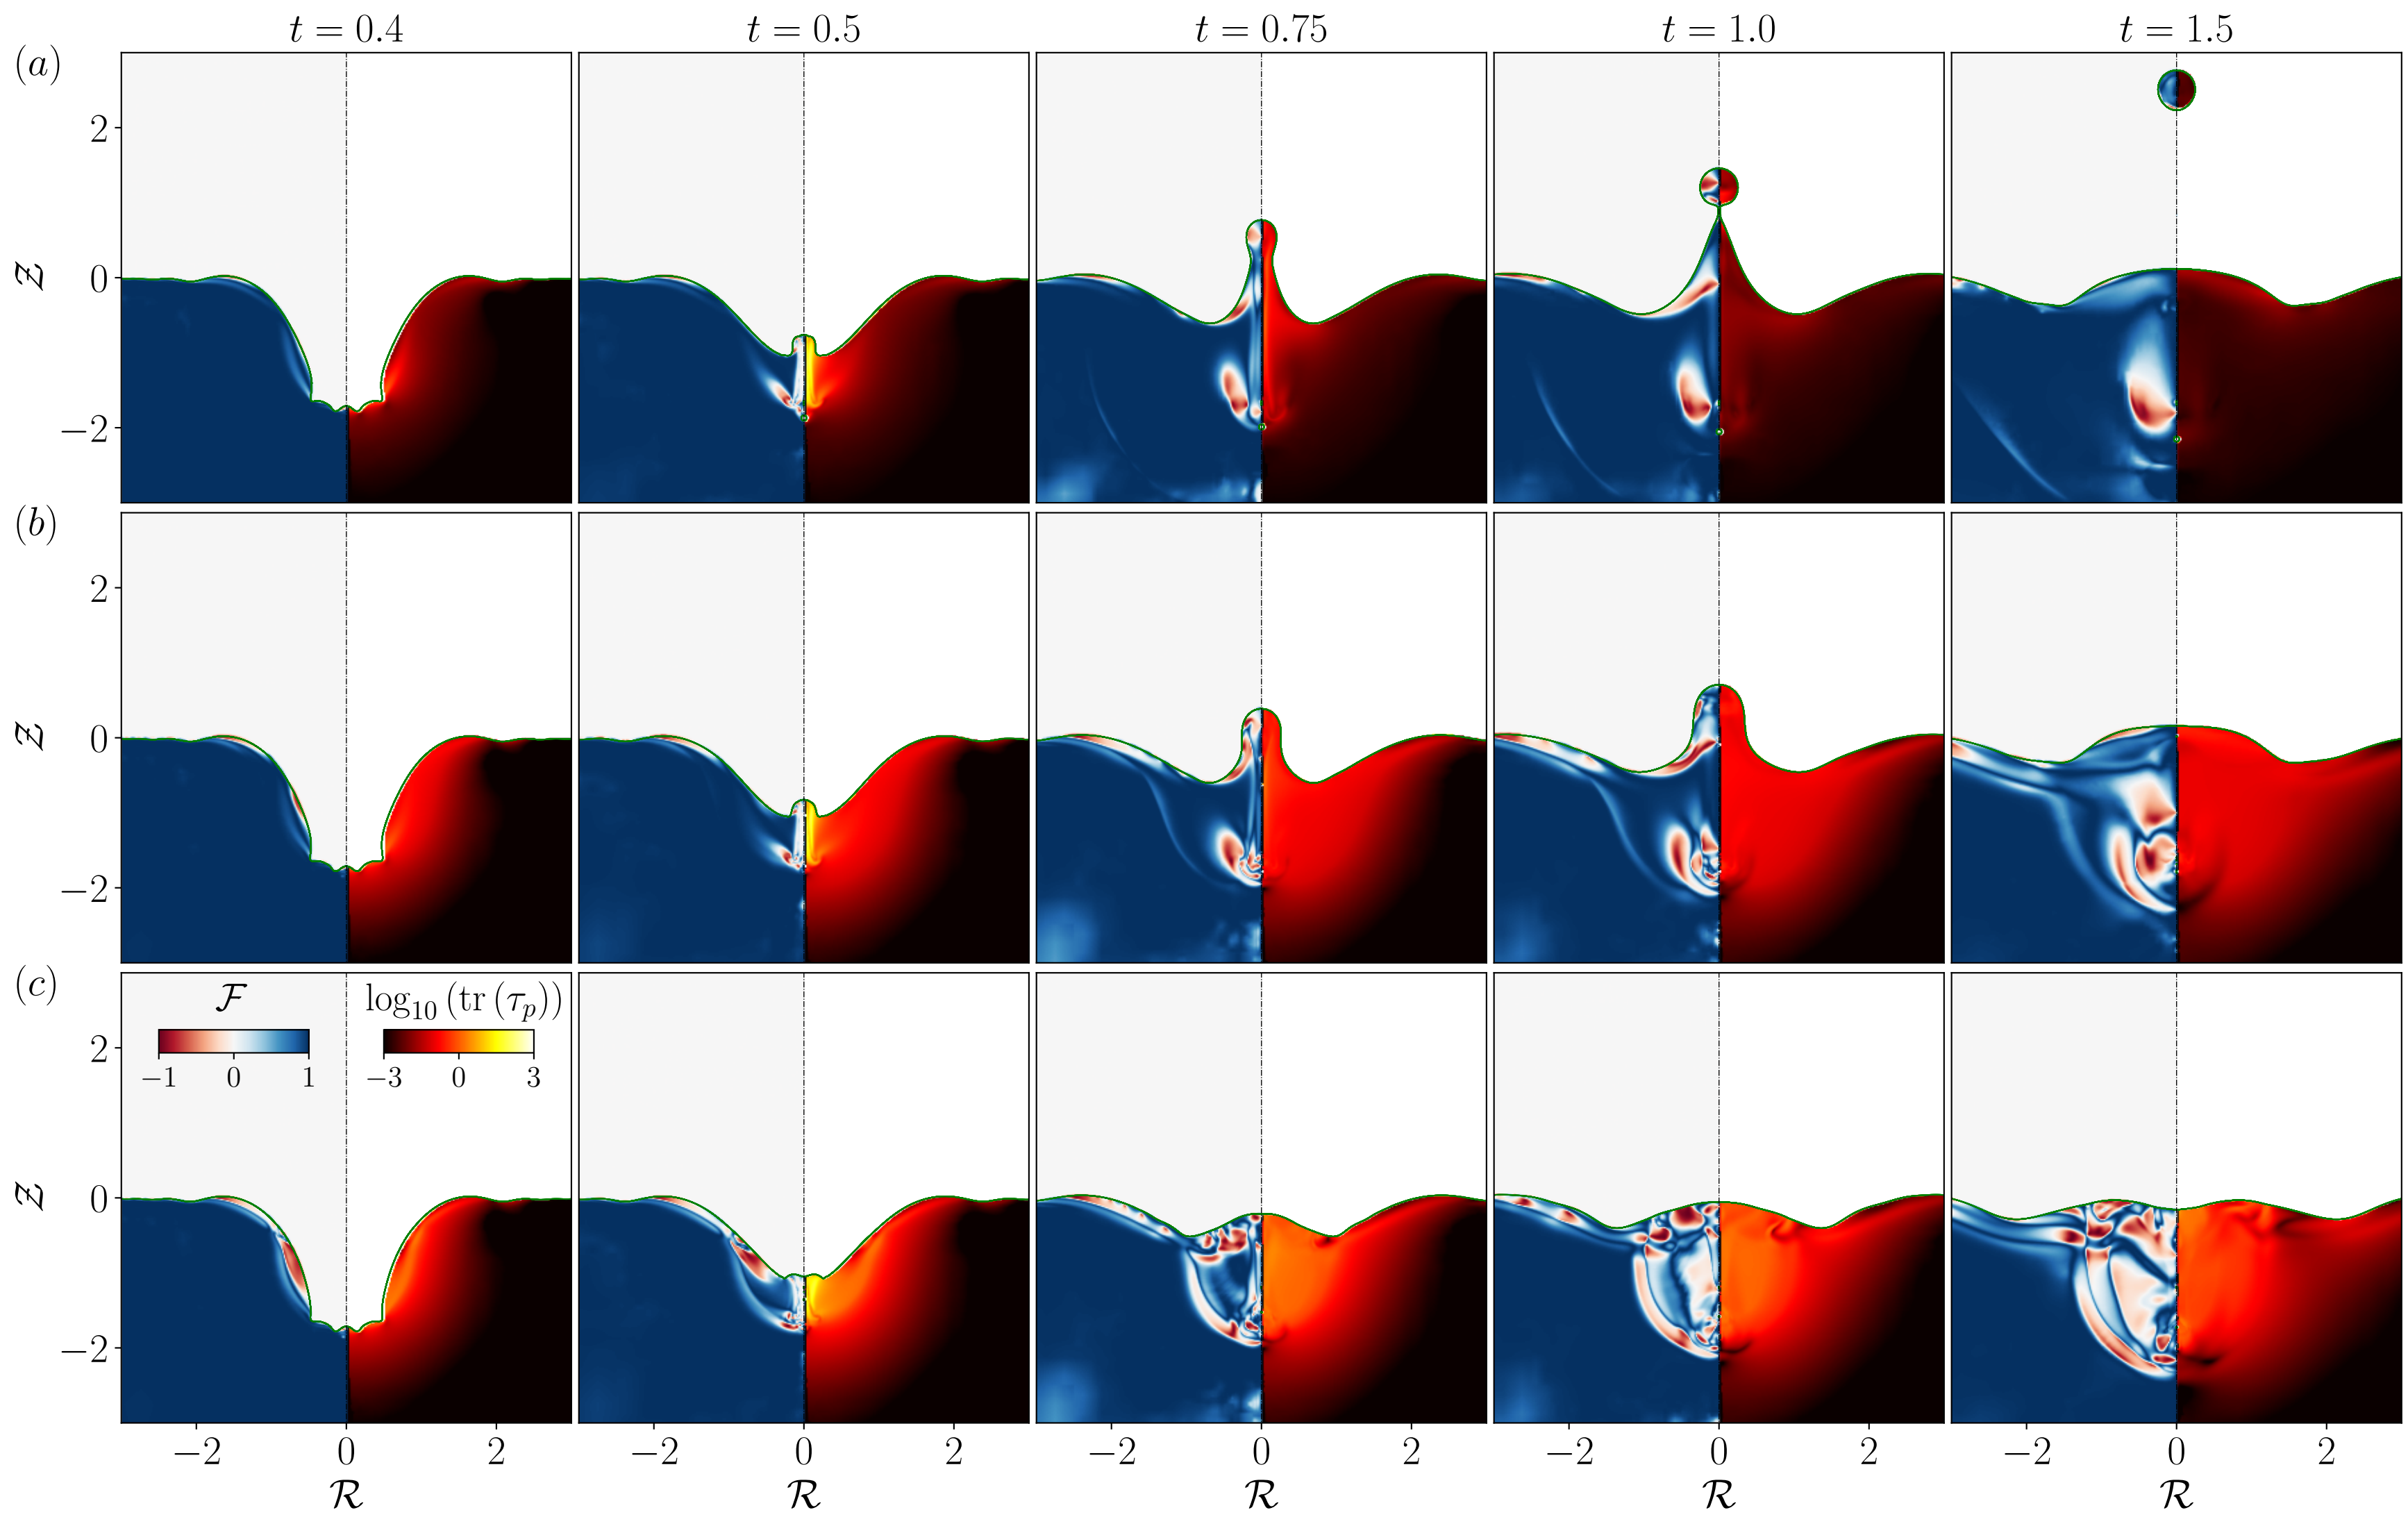 t = 0.4 t = 0.5 t = 0.75 t = 1.0 t = 1.5
(a)
2
0
−2
𝒵
(b)
2
0
−2
𝒵
(c)
ℱ log₁₀ (tr (τₚ))
−1 0 1 −3 0 3
2
0
−2
𝒵
−2 0 2 −2 0 2 −2 0 2 −2 0 2 −2 0 2
ℛ ℛ ℛ ℛ ℛ